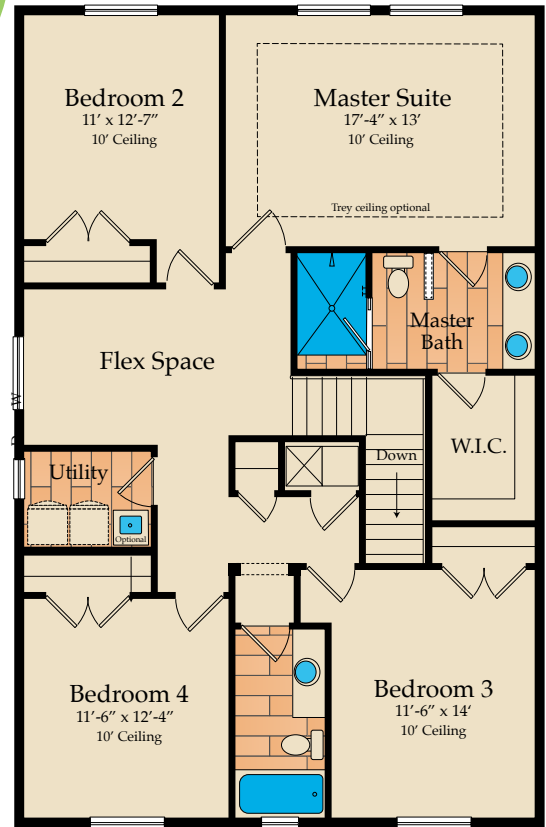 Bedroom 2
11' x 12'-7"
10' Ceiling
Master Suite
17'-4" x 13'
10' Ceiling
Trey ceiling optional
Master
Bath
Flex Space
W
D
W.I.C.
Down
Utility
Optional
Bedroom 4
11'-6" x 12'-4"
10' Ceiling
Bedroom 3
11'-6" x 14'
10' Ceiling